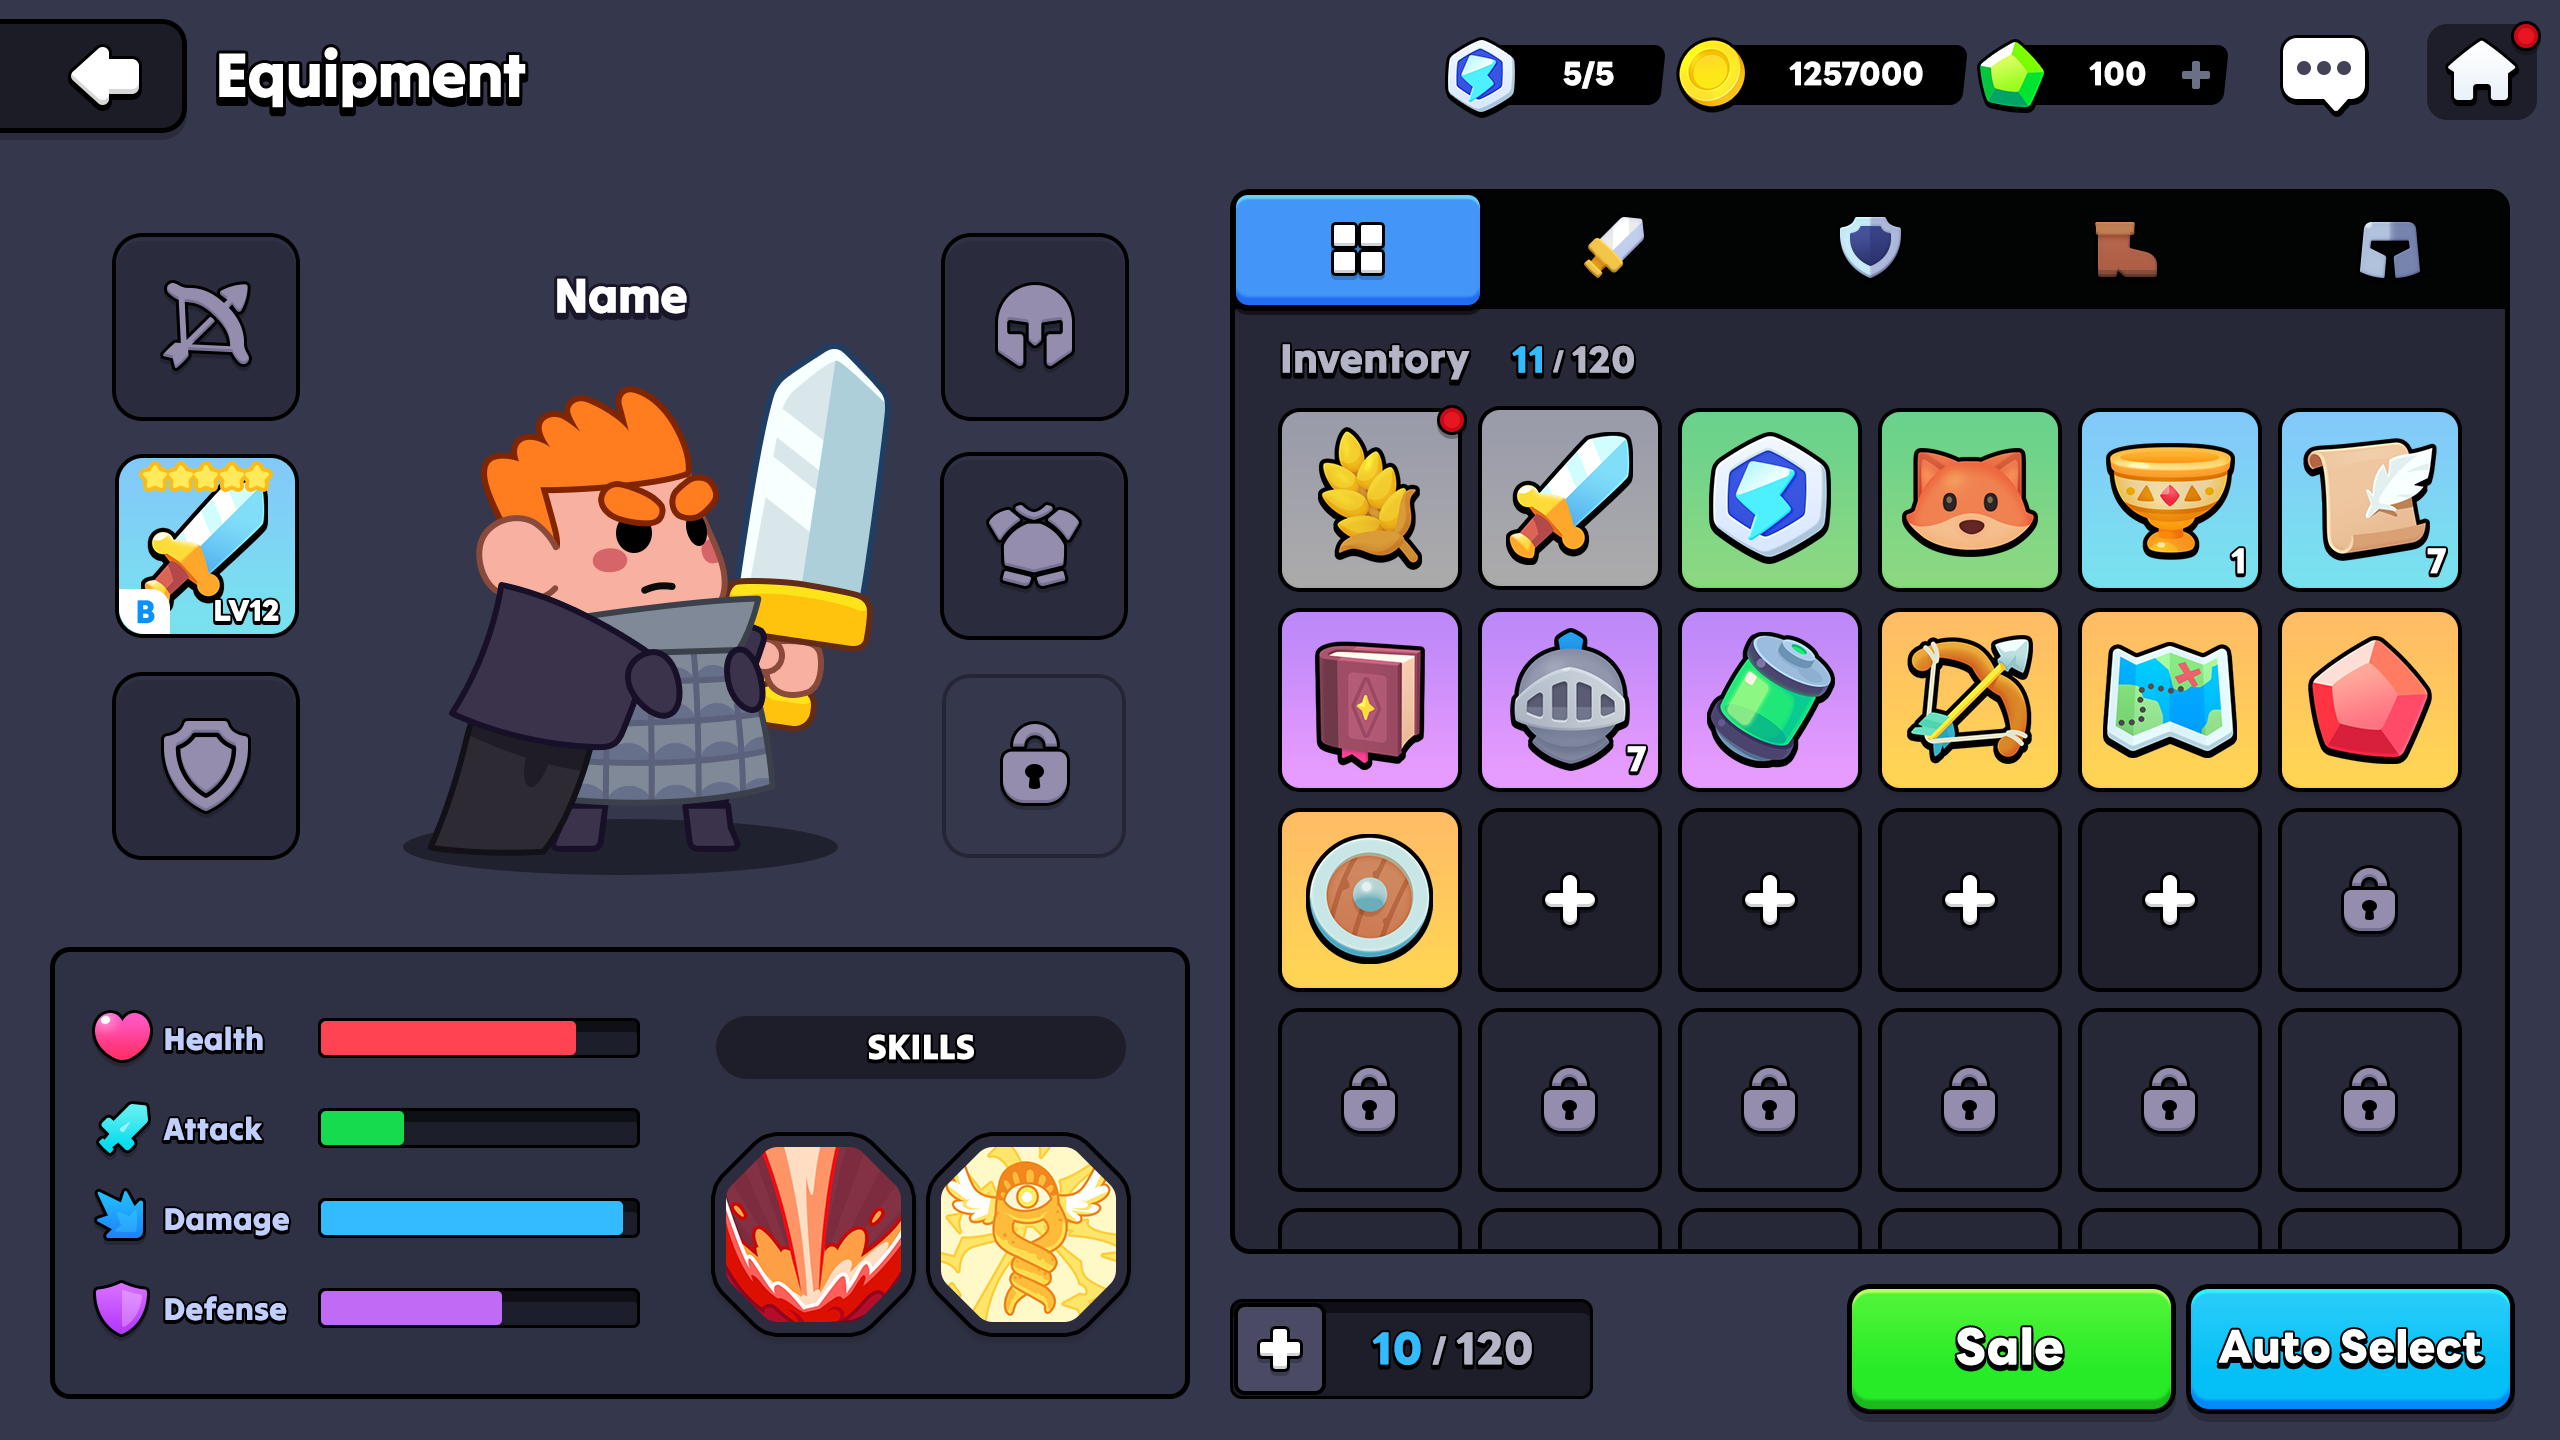 Equipment
5/5
1257000
100
Name
B
LV12
Inventory 11 / 120
1
7
7
Health
Attack
Damage
Defense
SKILLS
10 / 120
Sale
Auto Select